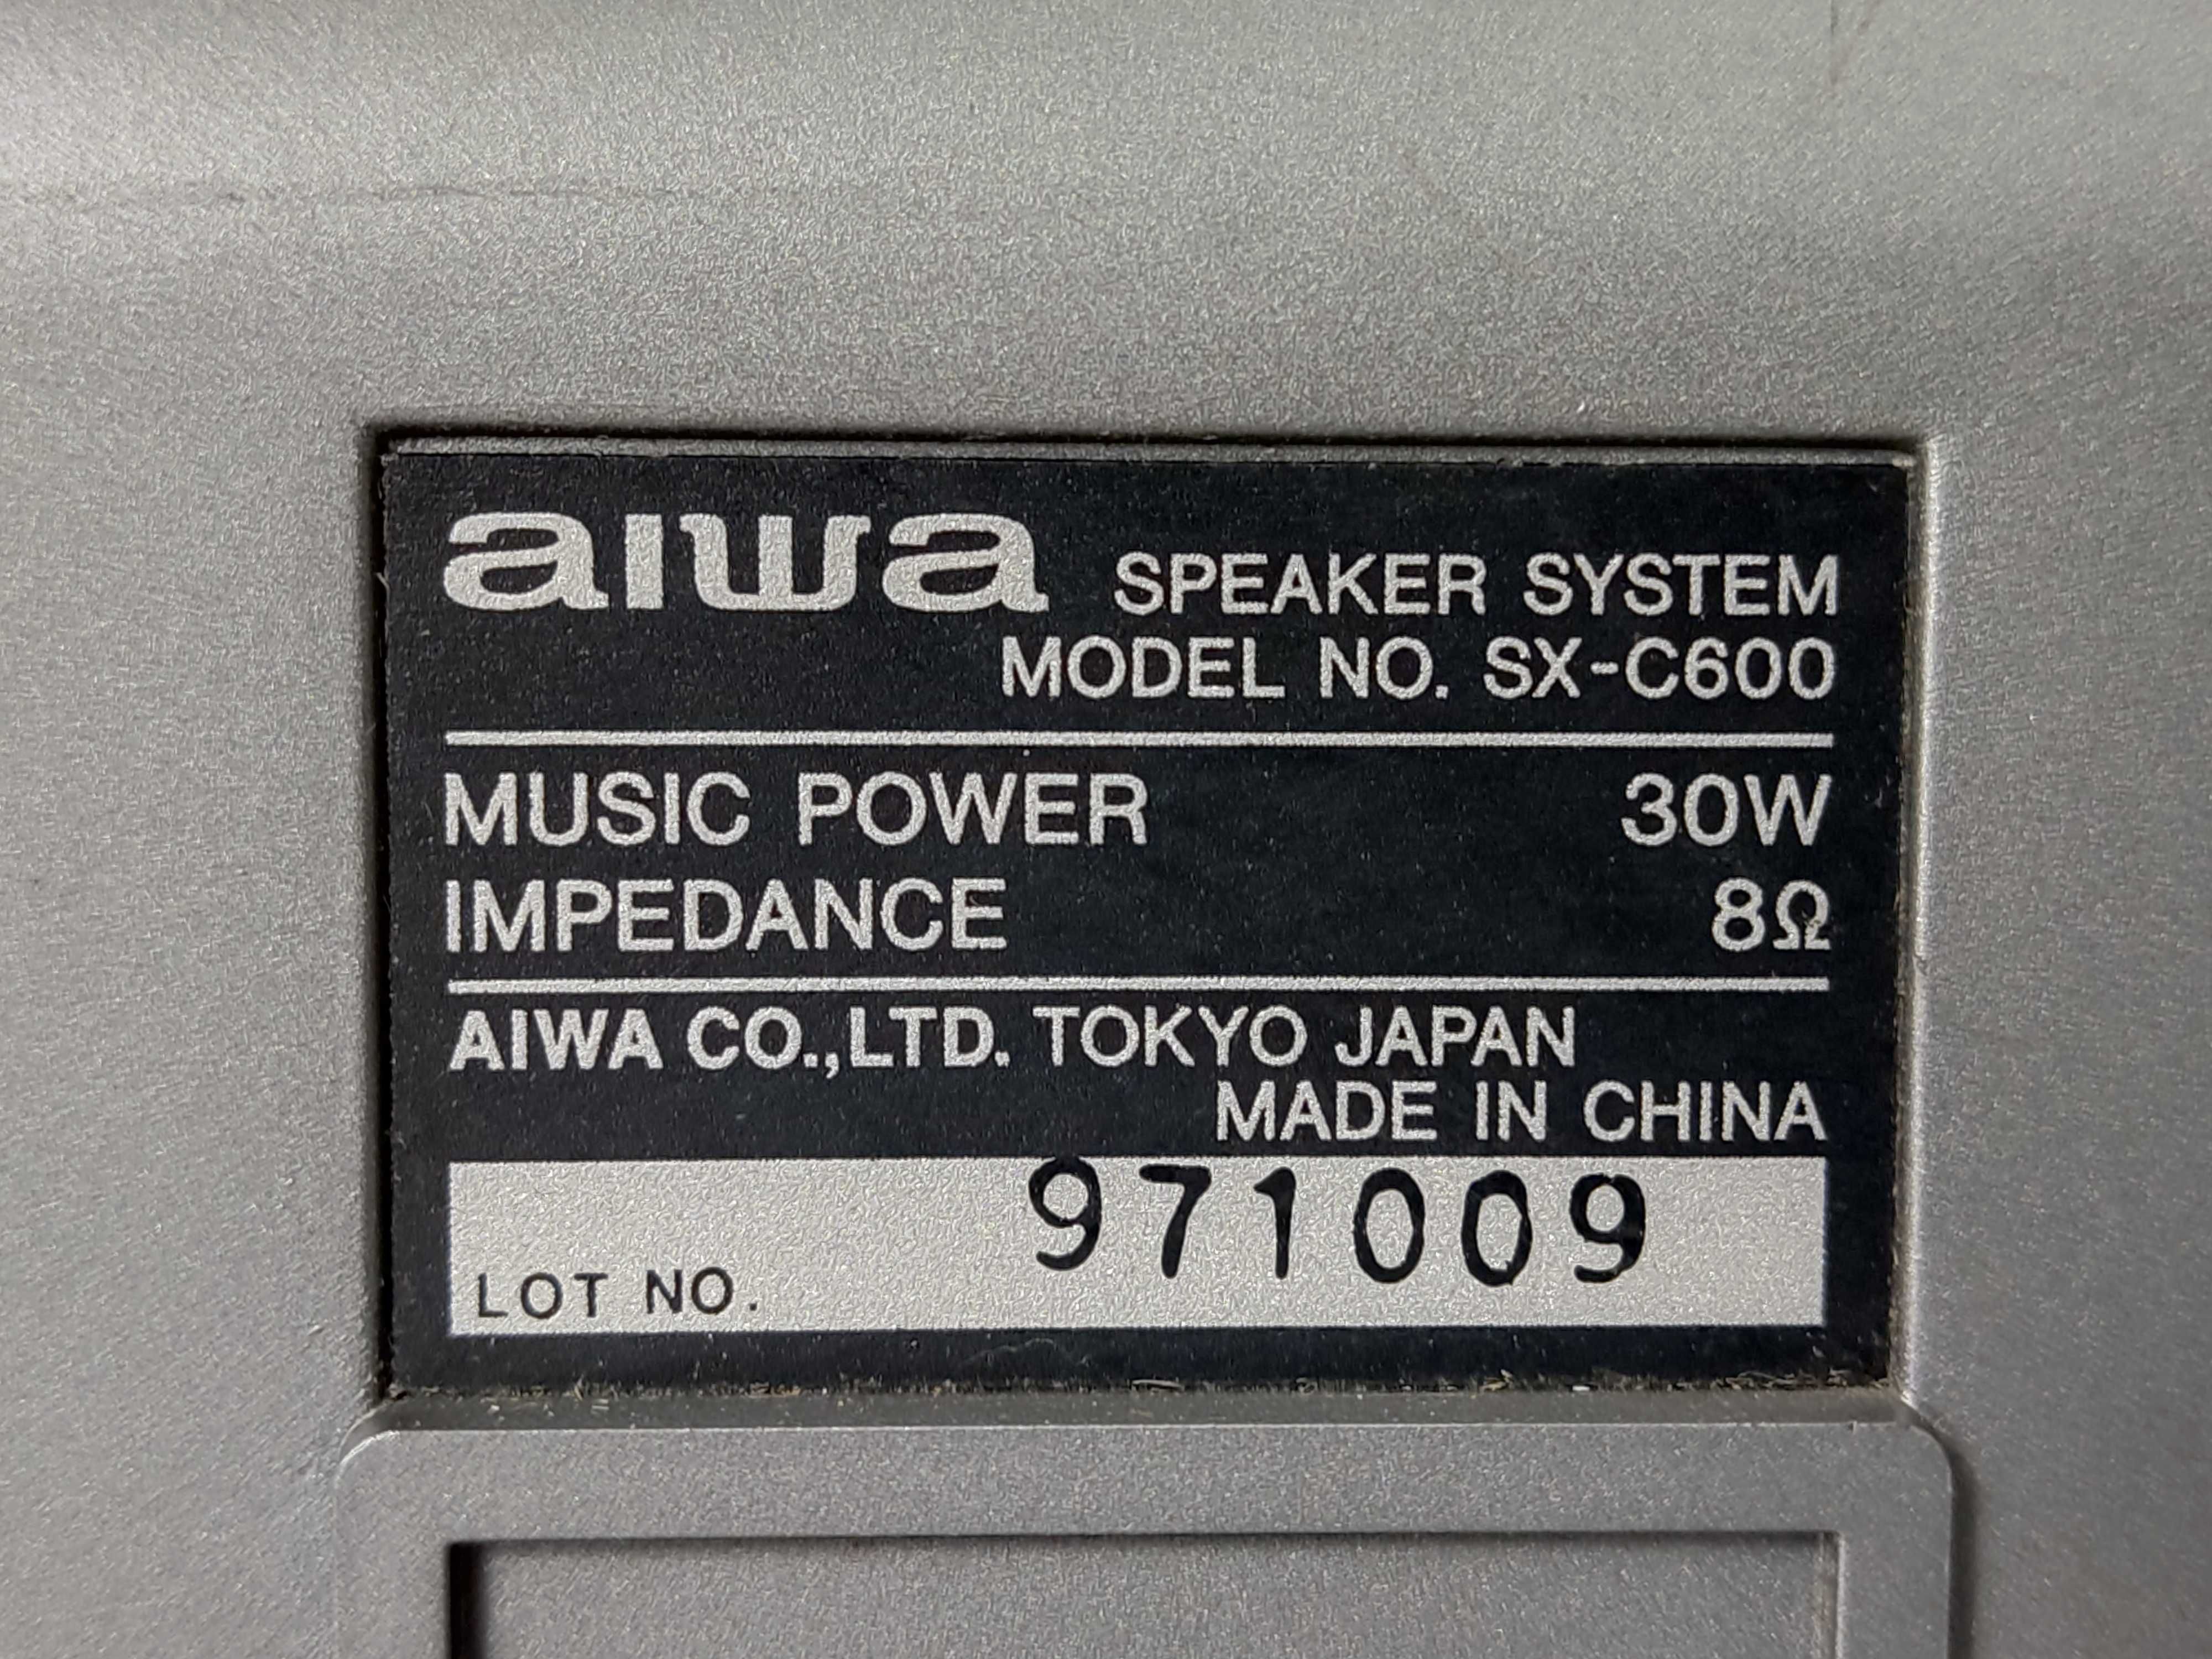 aiwa SPEAKER SYSTEM
MODEL NO. SX-C600
MUSIC POWER 30W
IMPEDANCE 8Ω
AIWA CO.,LTD. TOKYO JAPAN
MADE IN CHINA
LOT NO. 971009